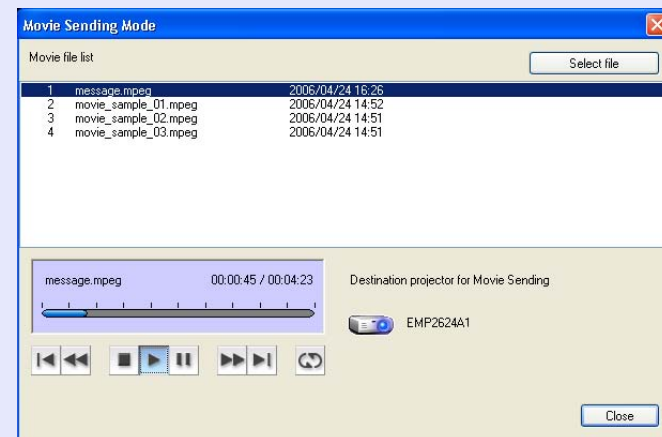 Movie Sending Mode
Movie file list
Select file
1 message.mpeg 2006/04/24 16:26
2 movie_sample_01.mpeg 2006/04/24 14:52
3 movie_sample_02.mpeg 2006/04/24 14:51
4 movie_sample_03.mpeg 2006/04/24 14:51
message.mpeg 00:00:45 / 00:04:23
Destination projector for Movie Sending
EMP2624A1
Close